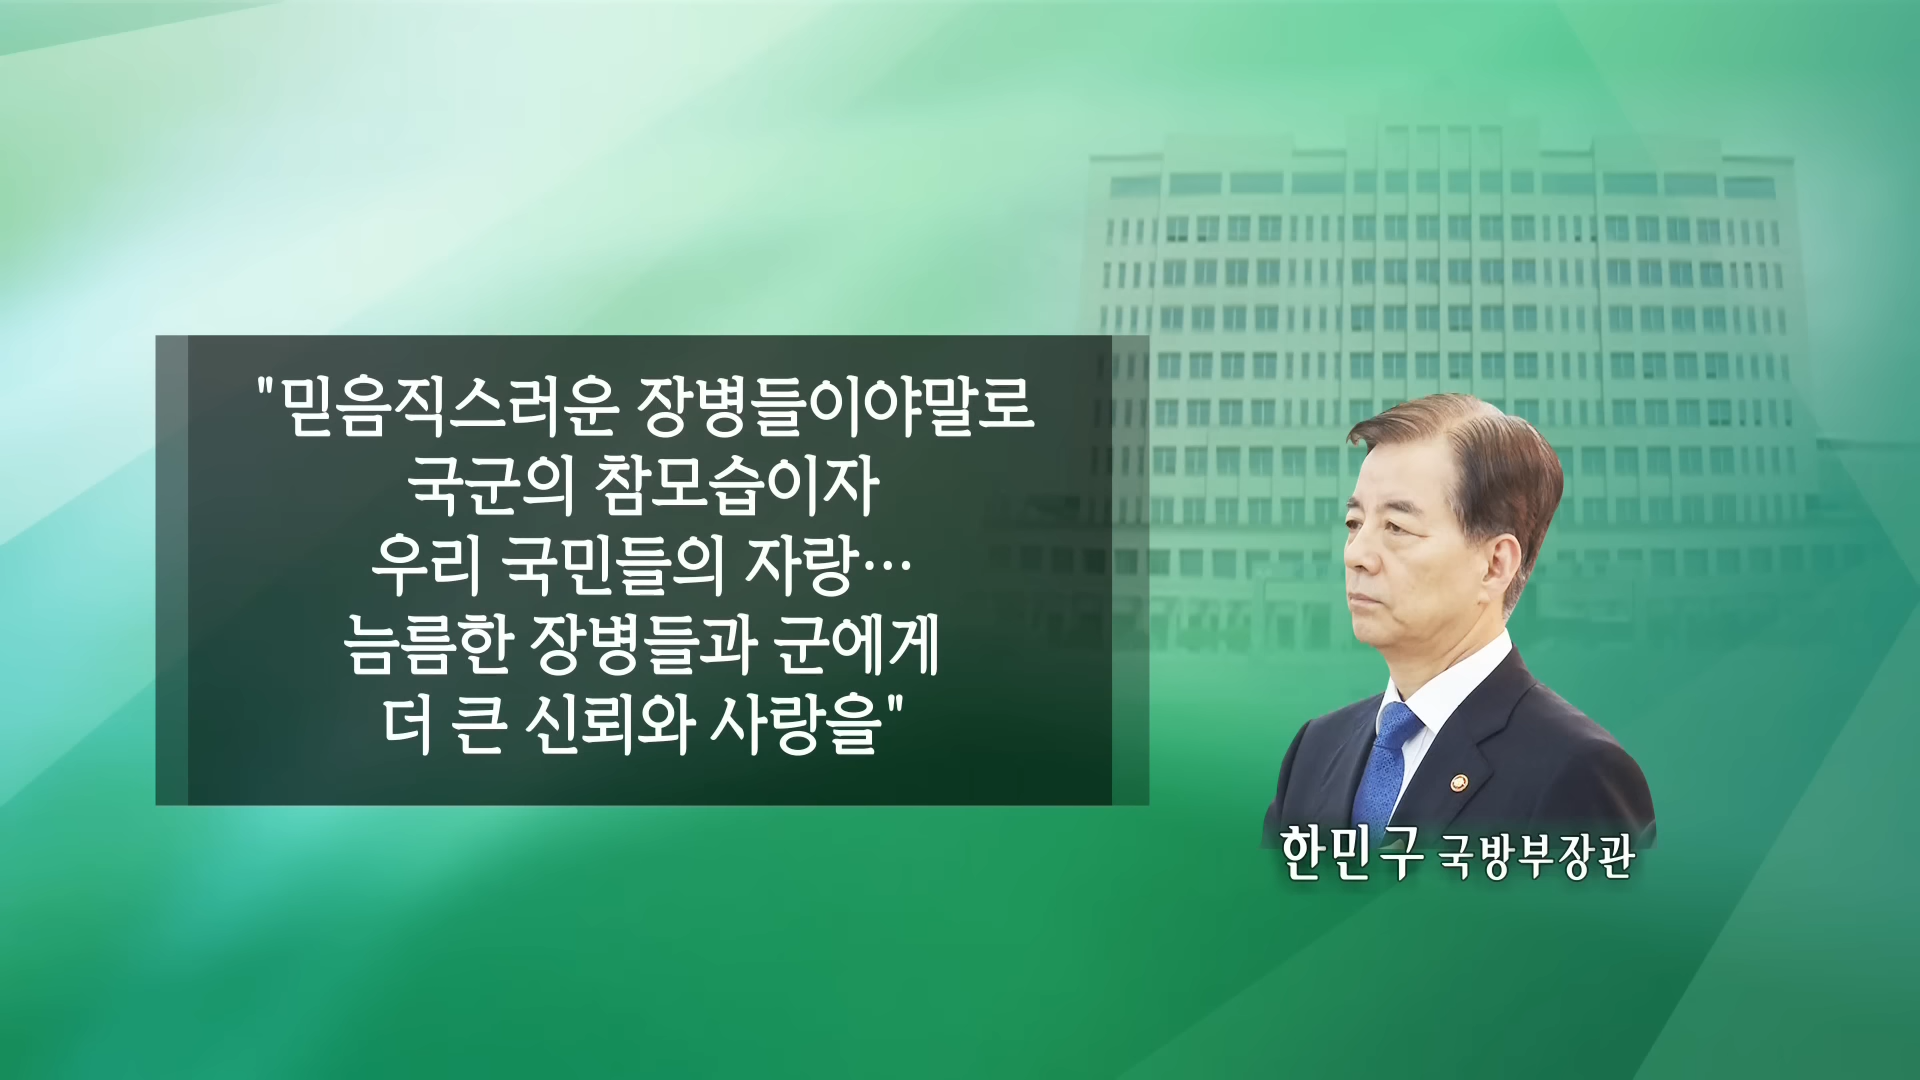 "믿음직스러운 장병들이야말로
국군의 참모습이자
우리 국민들의 자랑…
늠름한 장병들과 군에게
더 큰 신뢰와 사랑을"
한민구 국방부장관